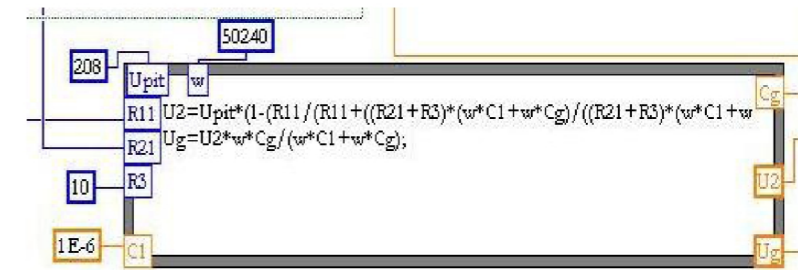 50240
208
Upit w
Cg
R11 U2=Upit*(1-(R11/(R11+((R21+R3)*(w*C1+w*Cg)/((R21+R3)*(w*C1+w
R21 Ug=U2*w*Cg/(w*C1+w*Cg);
10 R3
U2
1E-6 C1
Ug